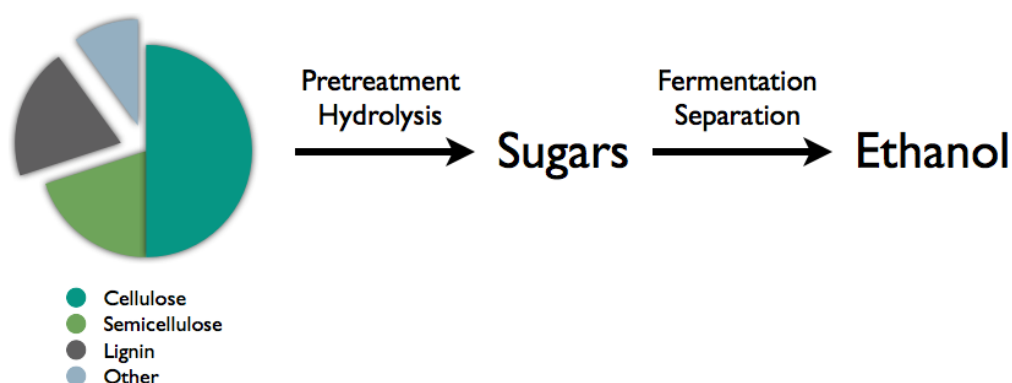 Pretreatment
Hydrolysis
Sugars
Fermentation
Separation
Ethanol
Cellulose
Semicellulose
Lignin
Other